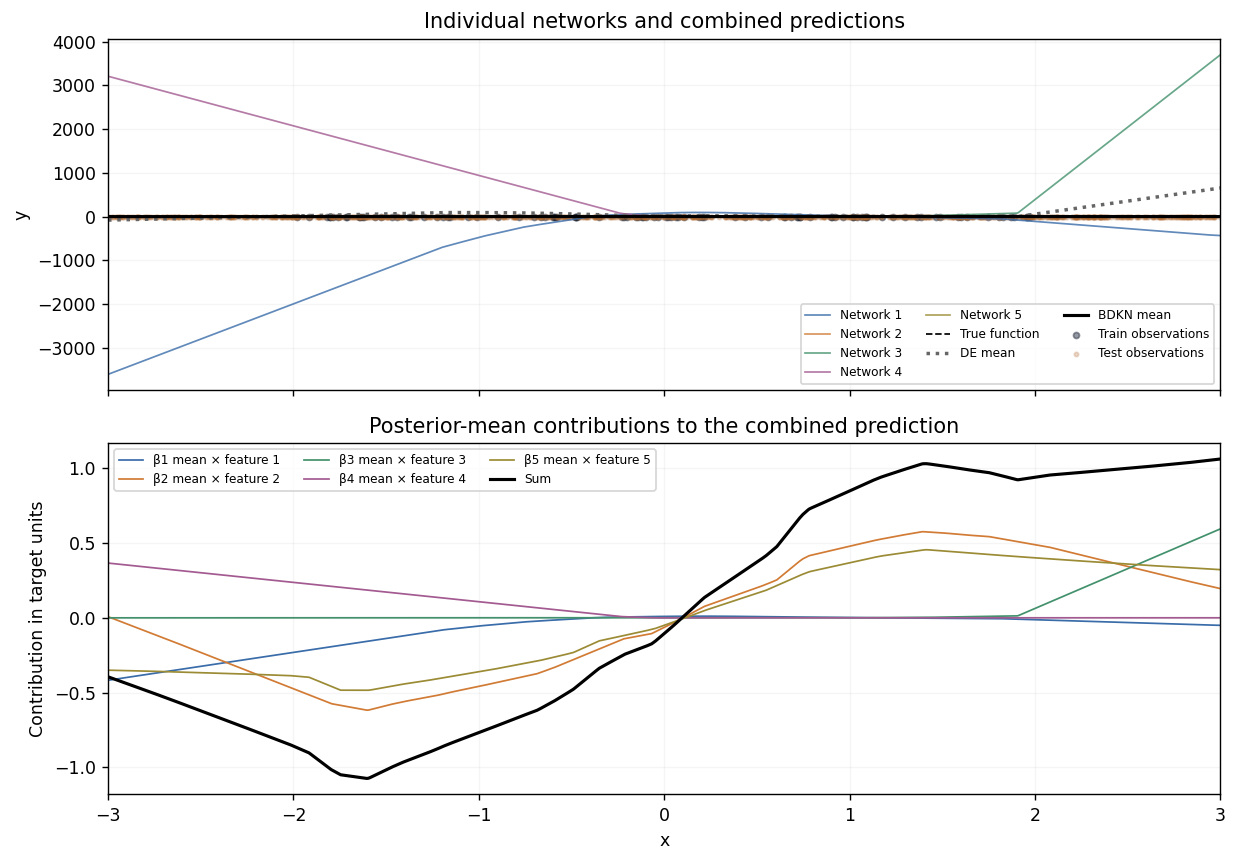 Individual networks and combined predictions
4000
3000
2000
1000
0
−1000
−2000
−3000
y
Network 1
Network 2
Network 3
Network 4
Network 5
True function
DE mean
BDKN mean
Train observations
Test observations
Posterior-mean contributions to the combined prediction
β1 mean × feature 1
β2 mean × feature 2
β3 mean × feature 3
β4 mean × feature 4
β5 mean × feature 5
Sum
1.0
0.5
0.0
−0.5
−1.0
Contribution in target units
−3
−2
−1
0
1
2
3
x